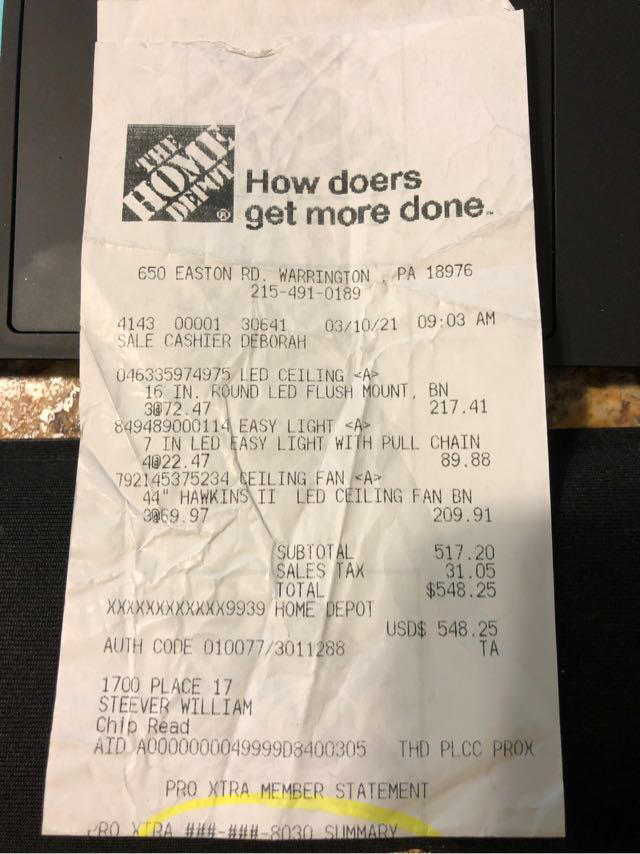 THE
HOME
DEPOT®
How doers
get more done™
650 EASTON RD. WARRINGTON , PA 18976
215-491-0189
4143 00001 30641 03/10/21 09:03 AM
SALE CASHIER DEBORAH
046335974975 LED CEILING <A>
16 IN. ROUND LED FLUSH MOUNT, BN
3@72.47 217.41
849489000114 EASY LIGHT <A>
7 IN LED EASY LIGHT WITH PULL CHAIN
4@22.47 89.88
792145375234 CEILING FAN <A>
44" HAWKINS II LED CEILING FAN BN
3@69.97 209.91
SUBTOTAL 517.20
SALES TAX 31.05
TOTAL $548.25
XXXXXXXXXXXX9939 HOME DEPOT
USD$ 548.25
AUTH CODE 010077/3011288 TA
1700 PLACE 17
STEEVER WILLIAM
Chip Read
AID A0000000049999D8400305 THD PLCC PROX
PRO XTRA MEMBER STATEMENT
PRO XTRA ###-###-8030 SUMMARY